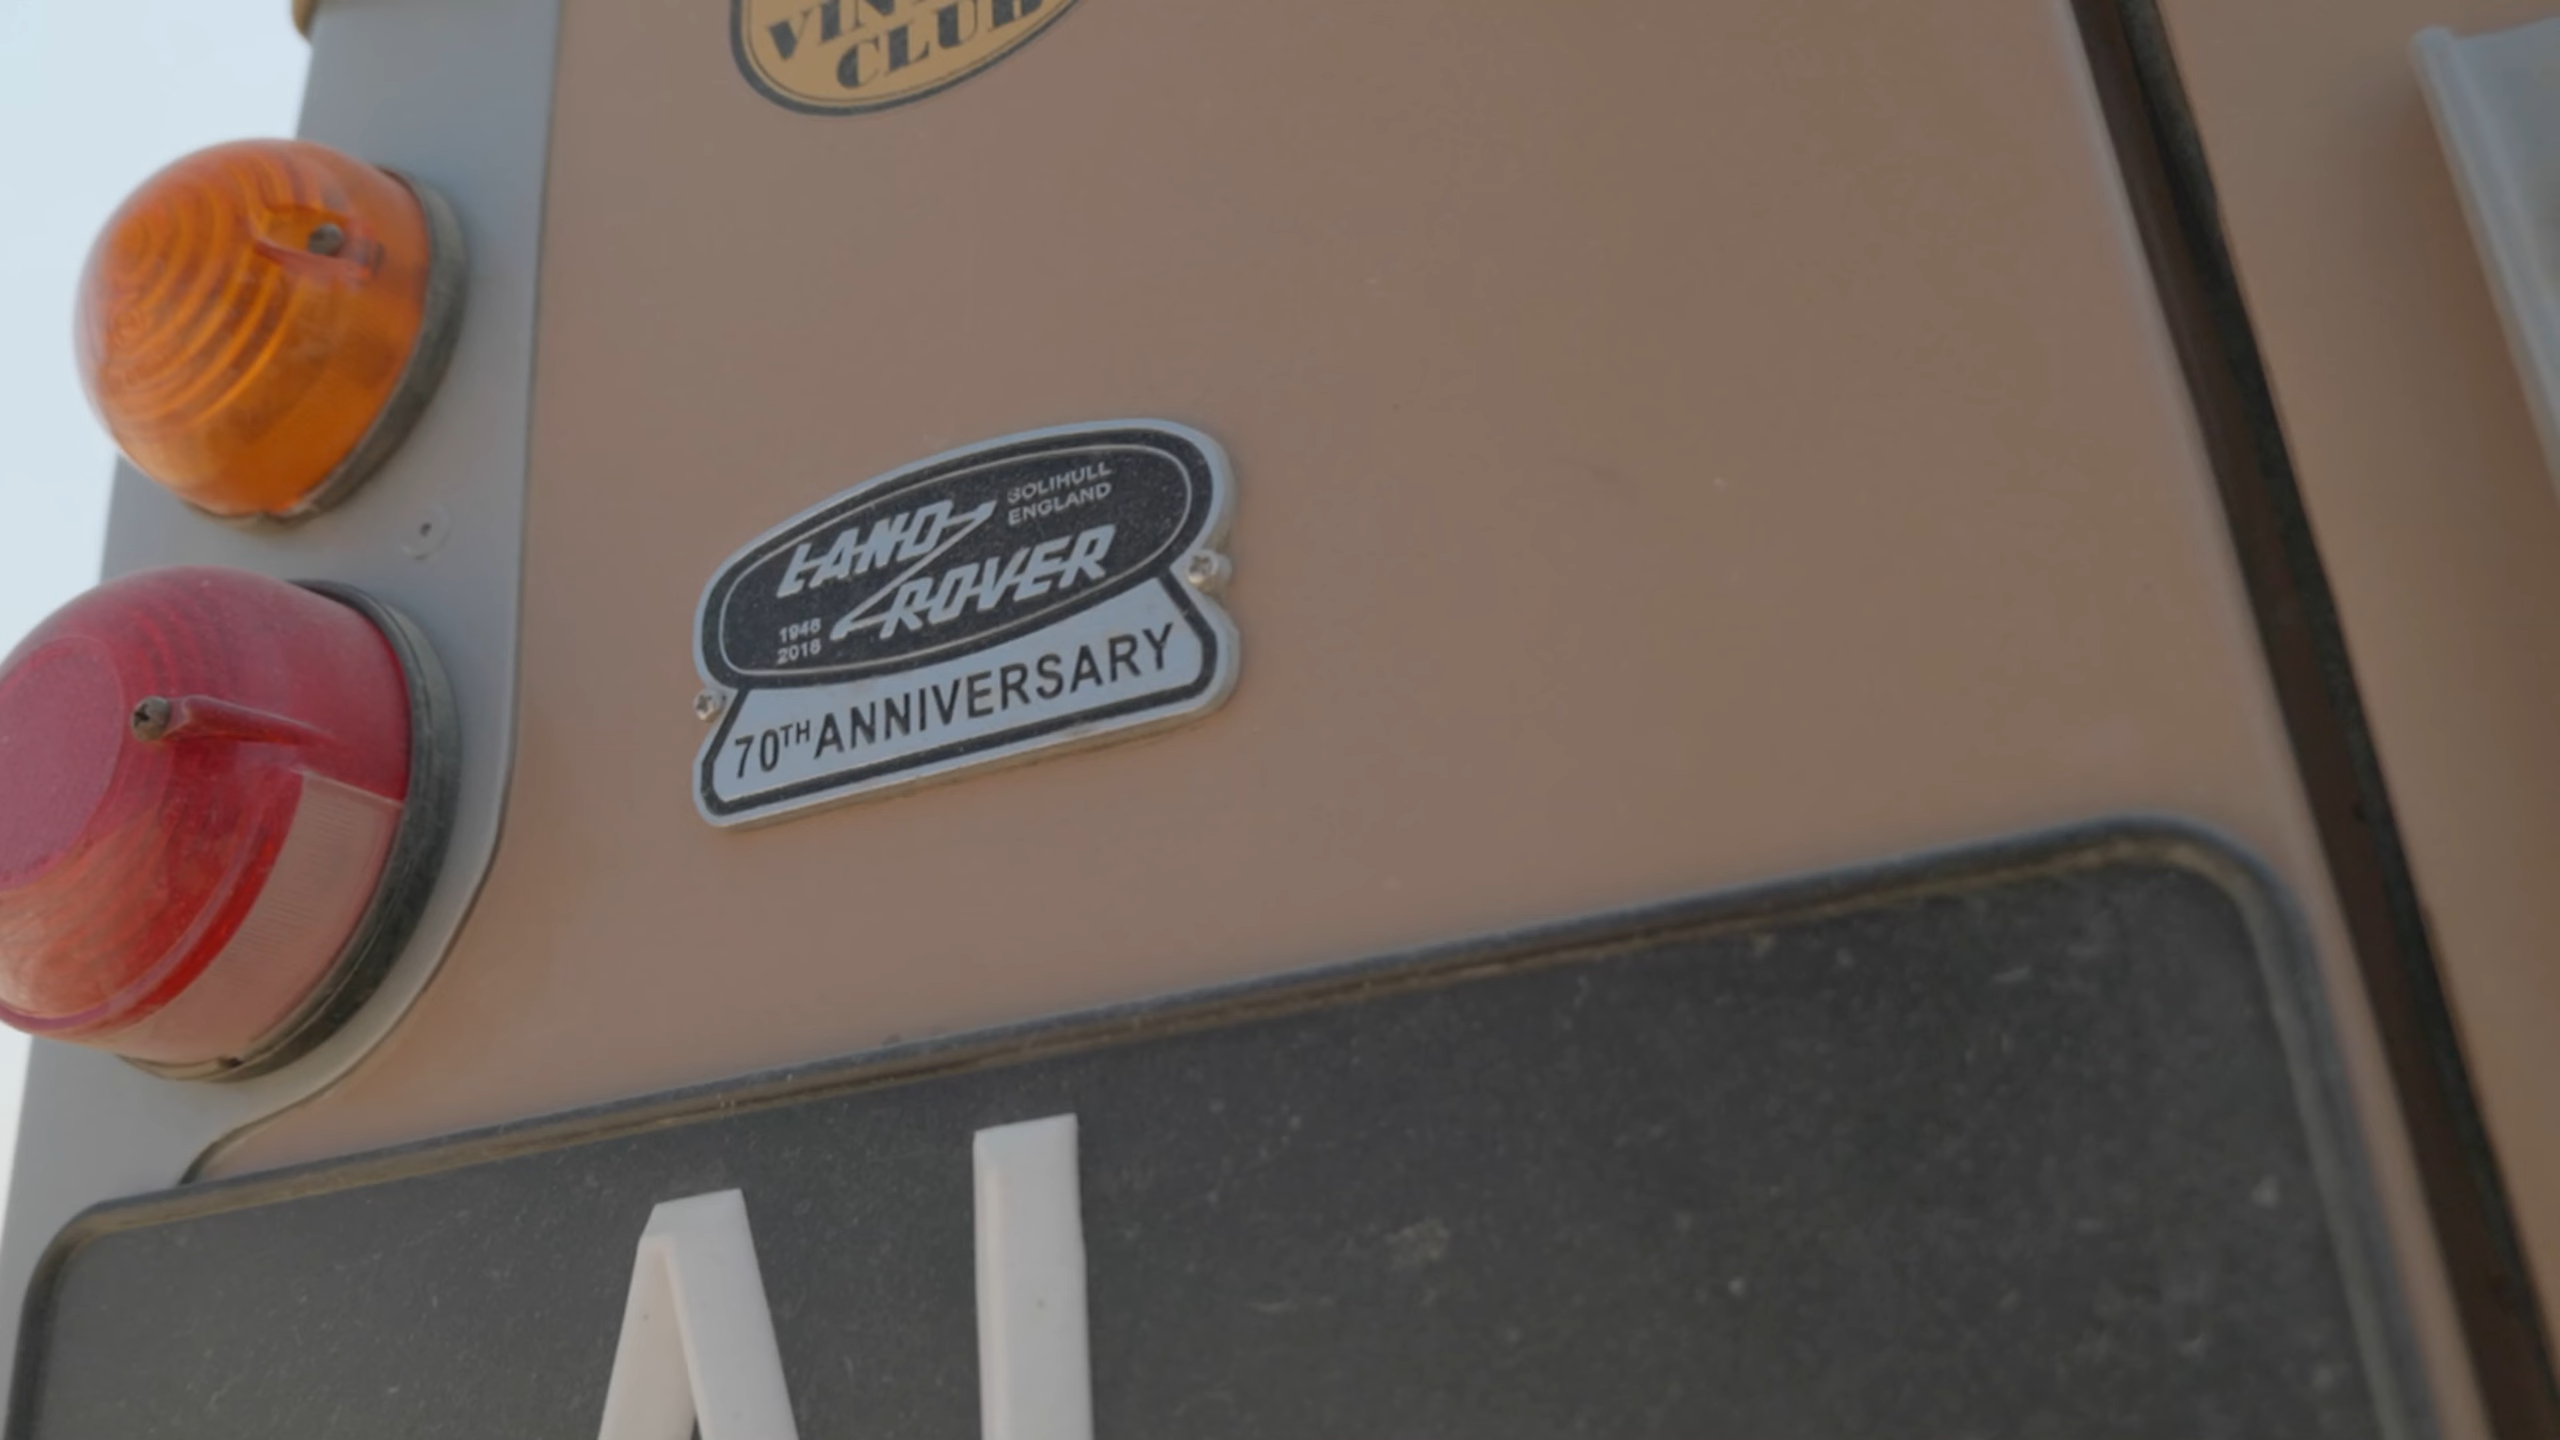 CLUB
SOLIHULL
ENGLAND
LAND
ROVER
1948
2018
70TH ANNIVERSARY